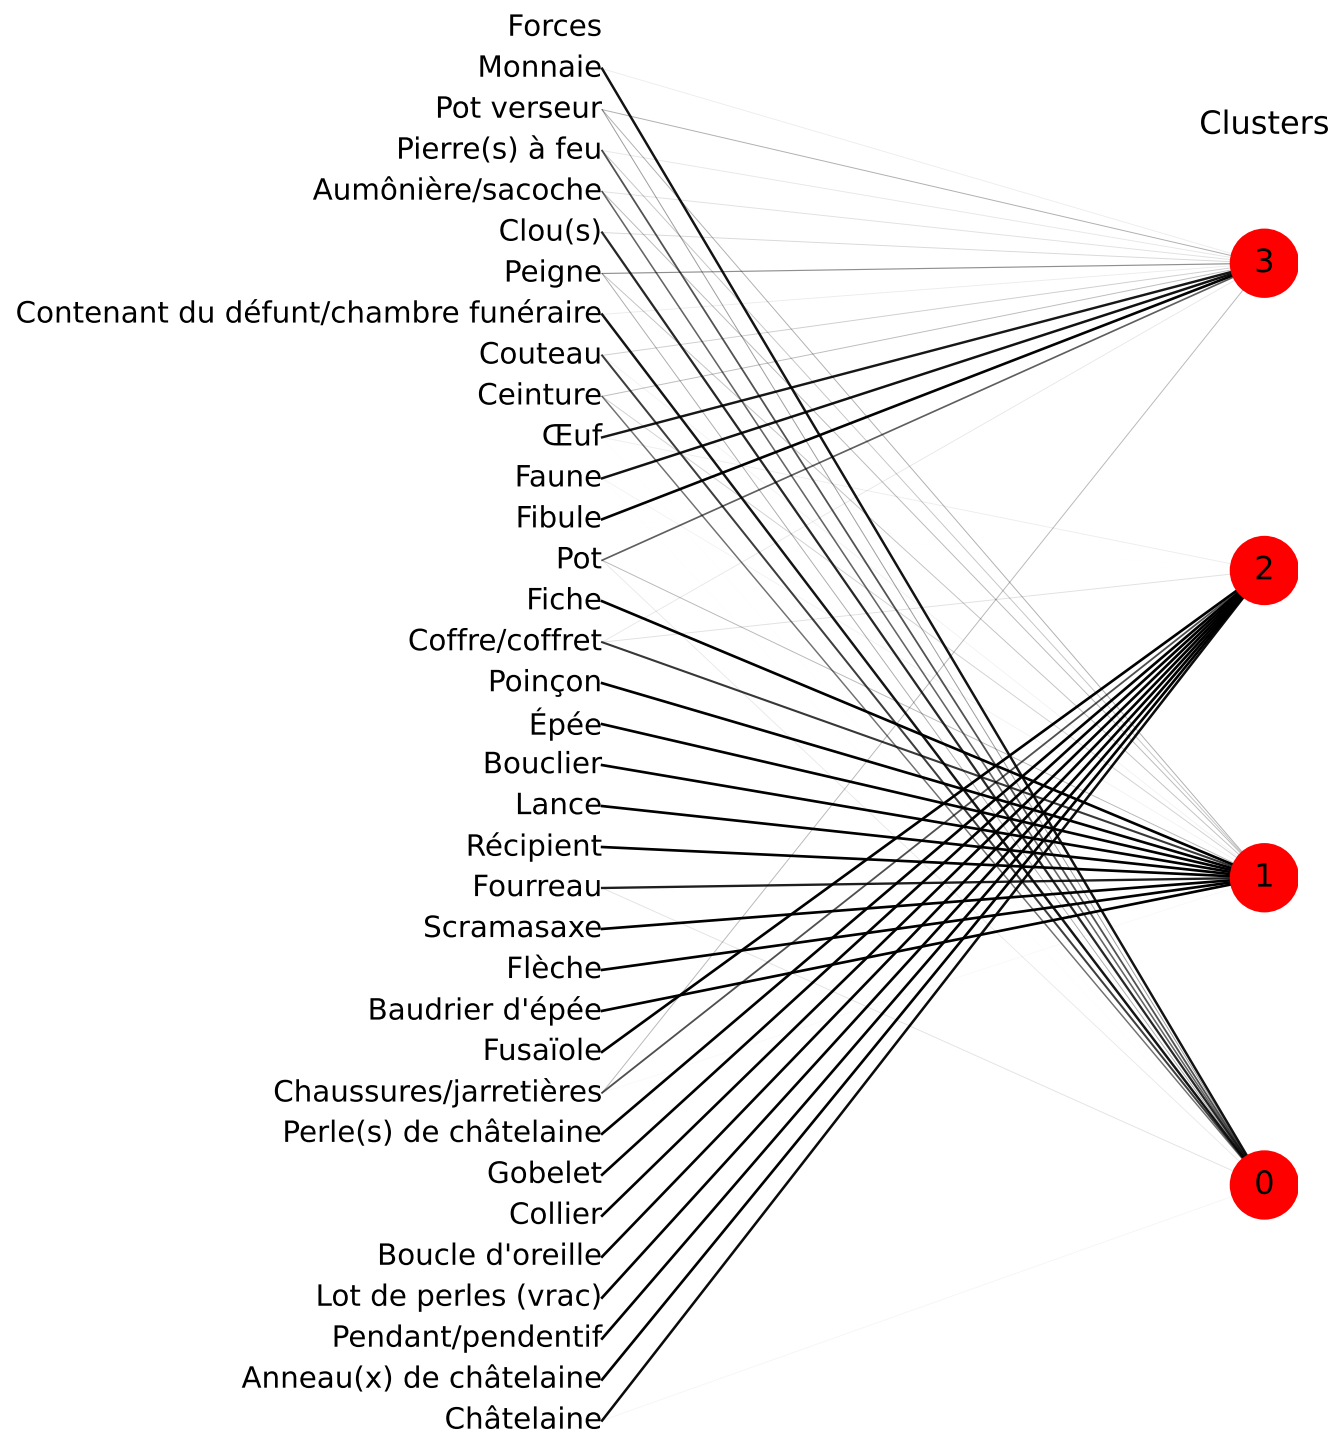 Forces
Monnaie
Pot verseur
Clusters
Pierre(s) à feu
Aumônière/sacoche
Clou(s)
3
Peigne
Contenant du défunt/chambre funéraire
Couteau
Ceinture
Œuf
Faune
Fibule
Pot
2
Fiche
Coffre/coffret
Poinçon
Épée
Bouclier
Lance
Récipient
1
Fourreau
Scramasaxe
Flèche
Baudrier d'épée
Fusaïole
Chaussures/jarretières
Perle(s) de châtelaine
Gobelet
0
Collier
Boucle d'oreille
Lot de perles (vrac)
Pendant/pendentif
Anneau(x) de châtelaine
Châtelaine